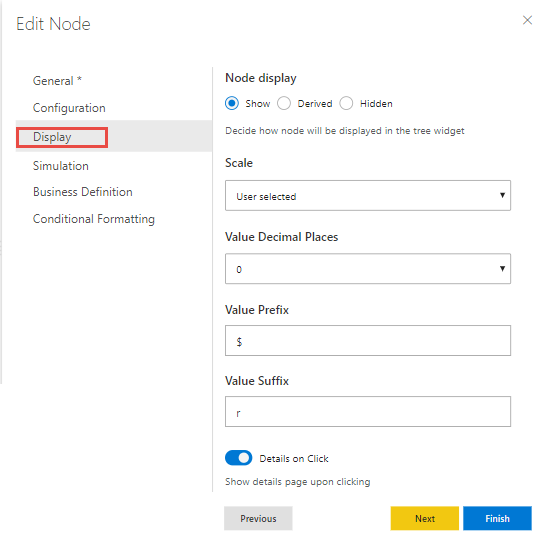 Edit Node
General *
Configuration
Display
Simulation
Business Definition
Conditional Formatting
Node display
Show Derived Hidden
Decide how node will be displayed in the tree widget
Scale
User selected
Value Decimal Places
0
Value Prefix
$
Value Suffix
r
Details on Click
Show details page upon clicking
Previous Next Finish